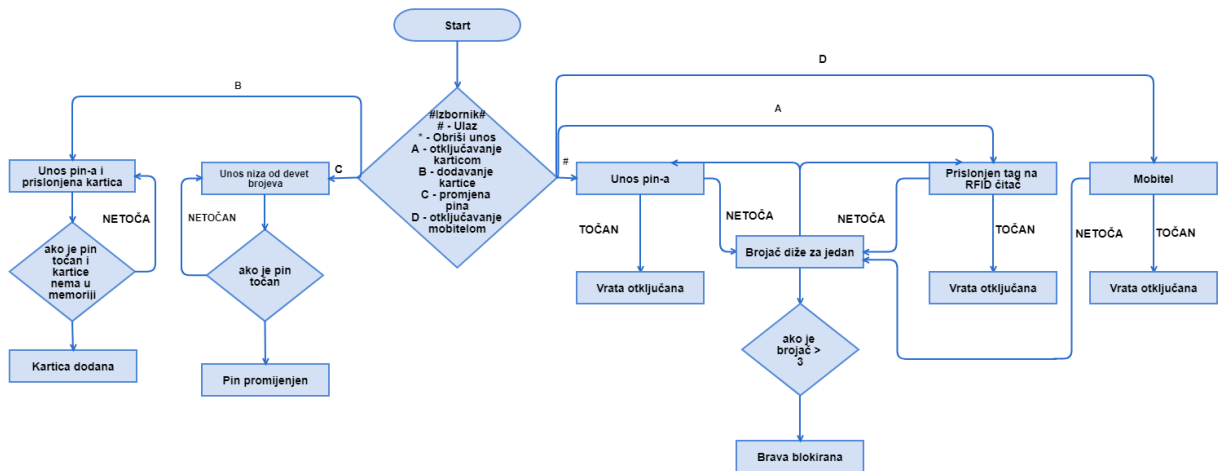 Start
D
B
A
#Izbornik#
# - Ulaz
* - Obriši unos
A - otključavanje
karticom
B - dodavanje
kartice
C - promjena
pina
D - otključavanje
mobitelom
C
#
Unos pin-a i
prislonjena kartica
Unos niza od devet
brojeva
Unos pin-a
Prislonjen tag na
RFID čitač
Mobitel
NETOČA
NETOČAN
TOČAN
NETOČA
NETOČA
TOČAN
NETOČA
TOČAN
ako je pin
točan i
kartice
nema u
memoriji
ako je pin
točan
Brojač diže za jedan
Vrata otključana
Vrata otključana
Vrata otključana
ako je
brojač >
3
Kartica dodana
Pin promijenjen
Brava blokirana